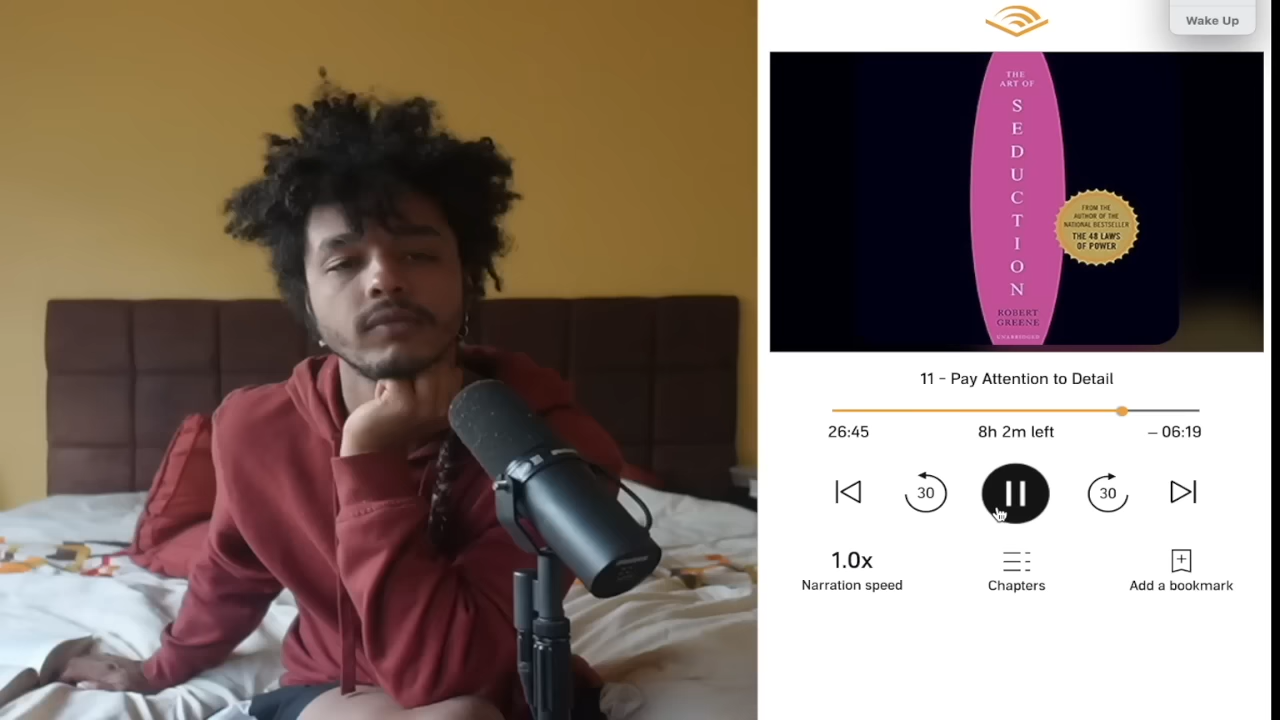 Wake Up
THE
ART OF
SEDUCTION
FROM THE
AUTHOR OF THE
NATIONAL BESTSELLER
THE 48 LAWS
OF POWER
ROBERT
GREENE
UNABRIDGED
11 - Pay Attention to Detail
26:45
8h 2m left
– 06:19
30
30
1.0x
Narration speed
Chapters
Add a bookmark